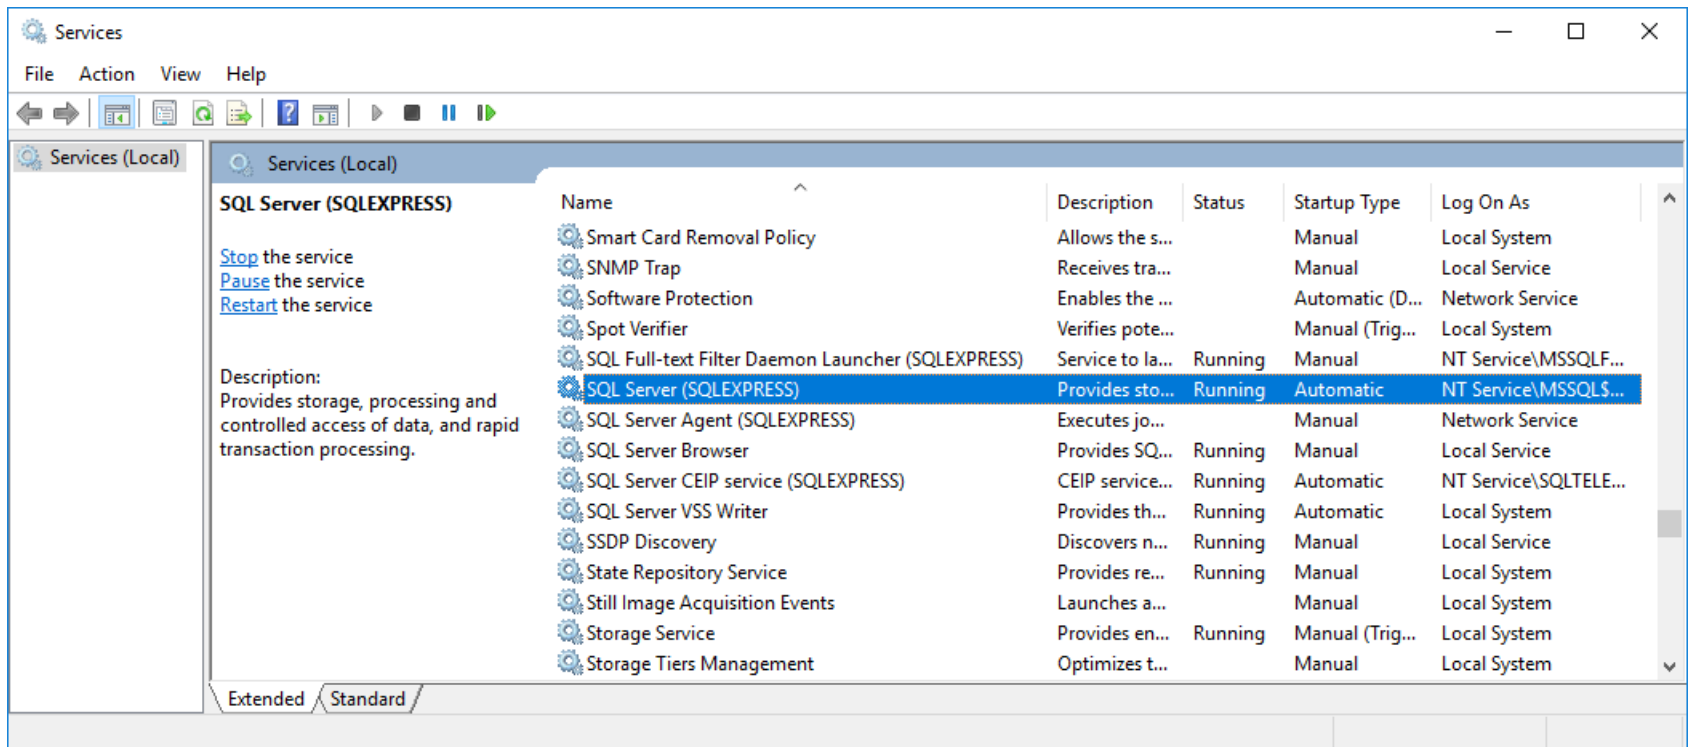 Services
File Action View Help
Services (Local)
Services (Local)
SQL Server (SQLEXPRESS)
Stop the service
Pause the service
Restart the service
Description:
Provides storage, processing and
controlled access of data, and rapid
transaction processing.
Name Description Status Startup Type Log On As
Smart Card Removal Policy Allows the s... Manual Local System
SNMP Trap Receives tra... Manual Local Service
Software Protection Enables the ... Automatic (D... Network Service
Spot Verifier Verifies pote... Manual (Trig... Local System
SQL Full-text Filter Daemon Launcher (SQLEXPRESS) Service to la... Running Manual NT Service\MSSQLF...
SQL Server (SQLEXPRESS) Provides sto... Running Automatic NT Service\MSSQL$...
SQL Server Agent (SQLEXPRESS) Executes jo... Manual Network Service
SQL Server Browser Provides SQ... Running Manual Local Service
SQL Server CEIP service (SQLEXPRESS) CEIP service... Running Automatic NT Service\SQLTELE...
SQL Server VSS Writer Provides th... Running Automatic Local System
SSDP Discovery Discovers n... Running Manual Local Service
State Repository Service Provides re... Running Manual Local System
Still Image Acquisition Events Launches a... Manual Local System
Storage Service Provides en... Running Manual (Trig... Local System
Storage Tiers Management Optimizes t... Manual Local System
Extended Standard